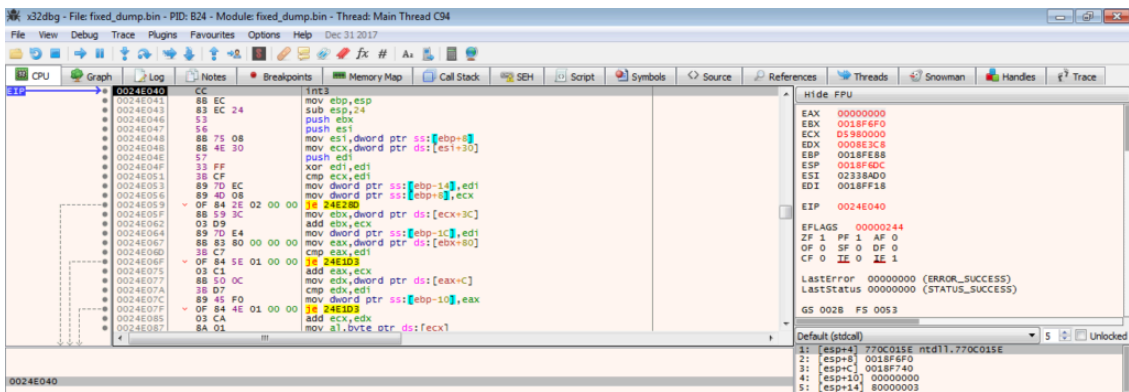 x32dbg - File: fixed_dump.bin - PID: B24 - Module: fixed_dump.bin - Thread: Main Thread C94
File View Debug Trace Plugins Favourites Options Help Dec 31 2017
CPU Graph Log Notes Breakpoints Memory Map Call Stack SEH Script Symbols Source References Threads Snowman Handles Trace
EIP 0024E040 CC int3
0024E041 8B EC mov ebp,esp
0024E043 83 EC 24 sub esp,24
0024E046 53 push ebx
0024E047 56 push esi
0024E048 8B 75 08 mov esi,dword ptr ss:[ebp+8]
0024E04B 8B 4E 30 mov ecx,dword ptr ds:[esi+30]
0024E04E 57 push edi
0024E04F 33 FF xor edi,edi
0024E051 3B CF cmp ecx,edi
0024E053 89 7D EC mov dword ptr ss:[ebp-14],edi
0024E056 89 4D 08 mov dword ptr ss:[ebp+8],ecx
0024E059 0F 84 2E 02 00 00 je 24E28D
0024E05F 8B 59 3C mov ebx,dword ptr ds:[ecx+3C]
0024E062 03 D9 add ebx,ecx
0024E064 89 7D E4 mov dword ptr ss:[ebp-1C],edi
0024E067 8B 83 80 00 00 00 mov eax,dword ptr ds:[ebx+80]
0024E06D 3B C7 cmp eax,edi
0024E06F 0F 84 5E 01 00 00 je 24E1D3
0024E075 03 C1 add eax,ecx
0024E077 8B 50 0C mov edx,dword ptr ds:[eax+C]
0024E07A 3B D7 cmp edx,edi
0024E07C 89 45 F0 mov dword ptr ss:[ebp-10],eax
0024E07F 0F 84 4E 01 00 00 je 24E1D3
0024E085 03 CA add ecx,edx
0024E087 8A 01 mov al,byte ptr ds:[ecx]
0024E040
Hide FPU
EAX 00000000
EBX 0018F6F0
ECX D5980000
EDX 0008E3C8
EBP 0018FE88
ESP 0018F6DC
ESI 02338AD0
EDI 0018FF18
EIP 0024E040
EFLAGS 00000244
ZF 1 PF 1 AF 0
OF 0 SF 0 DF 0
CF 0 TF 0 IF 1
LastError 00000000 (ERROR_SUCCESS)
LastStatus 00000000 (STATUS_SUCCESS)
GS 002B FS 0053
Default (stdcall) 5 Unlocked
1: [esp+4] 770C015E ntdll.770C015E
2: [esp+8] 0018F6F0
3: [esp+C] 0018F740
4: [esp+10] 00000000
5: [esp+14] 80000003